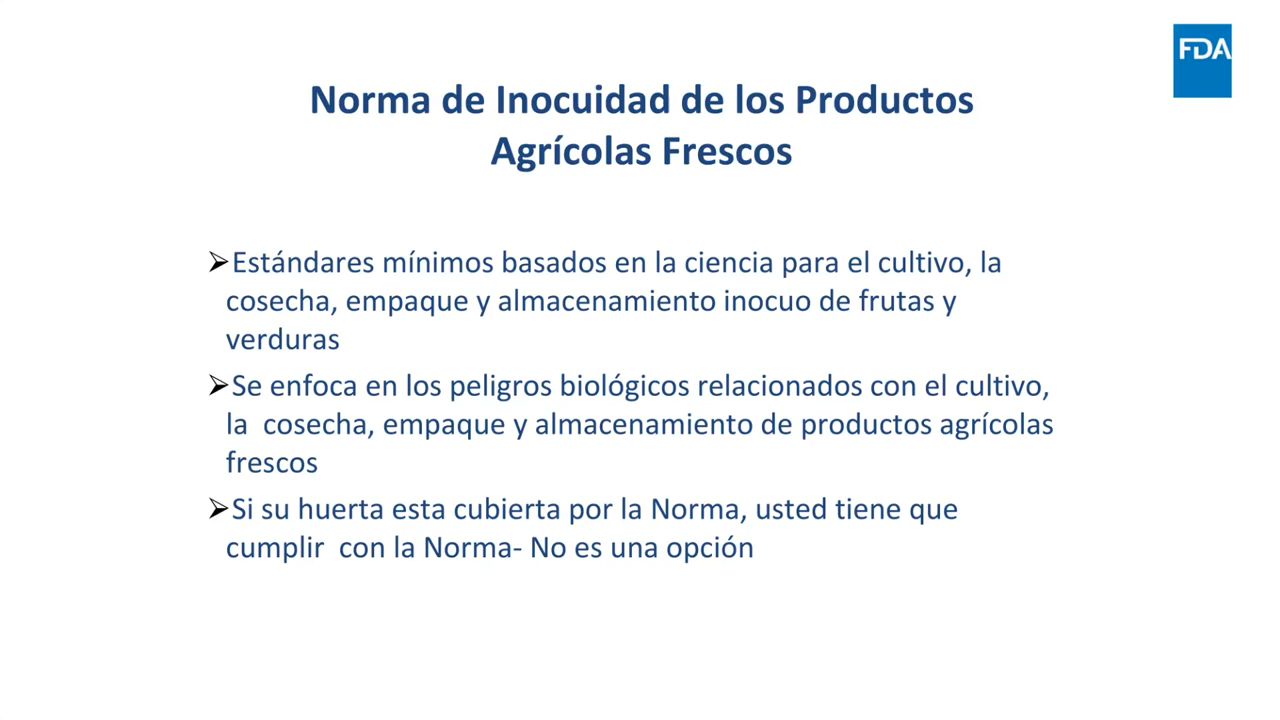 FDA
Norma de Inocuidad de los Productos
Agrícolas Frescos
➢Estándares mínimos basados en la ciencia para el cultivo, la
cosecha, empaque y almacenamiento inocuo de frutas y
verduras
➢Se enfoca en los peligros biológicos relacionados con el cultivo,
la  cosecha, empaque y almacenamiento de productos agrícolas
frescos
➢Si su huerta esta cubierta por la Norma, usted tiene que
cumplir  con la Norma- No es una opción